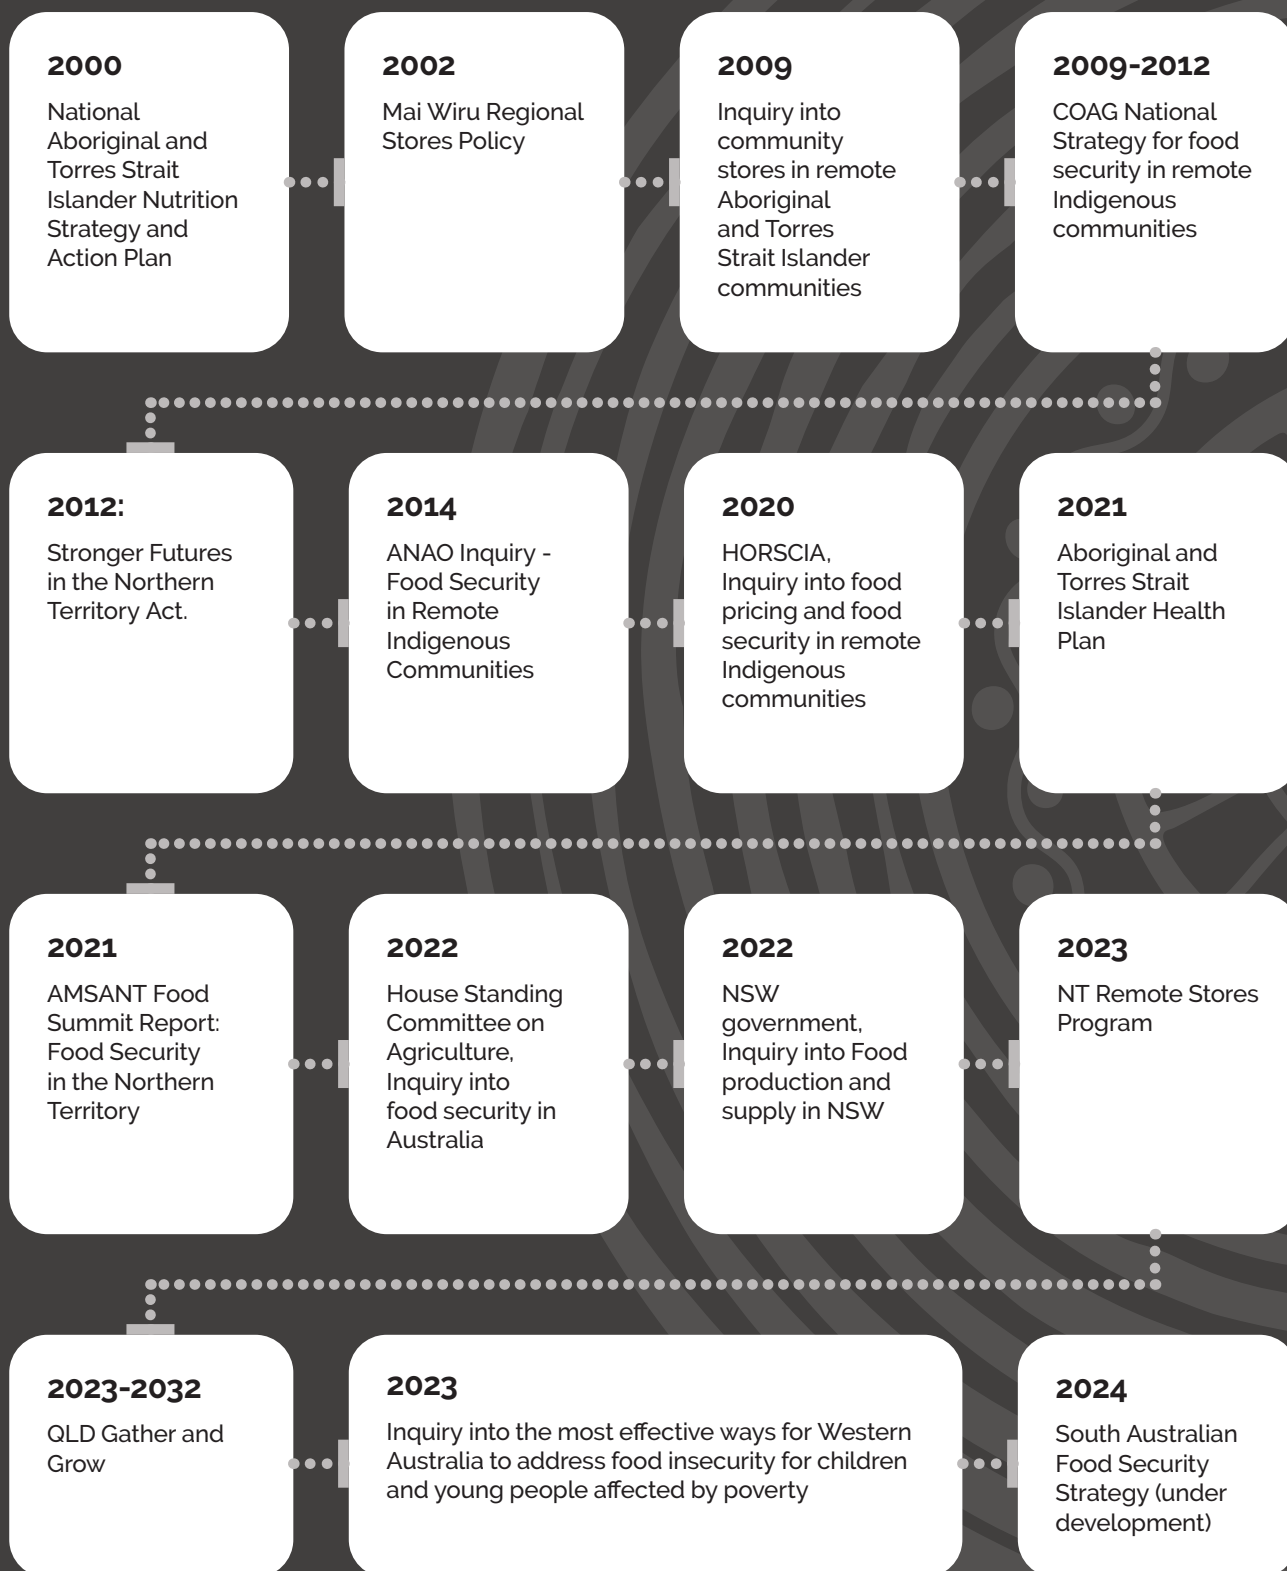 2000
National
Aboriginal and
Torres Strait
Islander Nutrition
Strategy and
Action Plan
2002
Mai Wiru Regional
Stores Policy
2009
Inquiry into
community
stores in remote
Aboriginal
and Torres
Strait Islander
communities
2009-2012
COAG National
Strategy for food
security in remote
Indigenous
communities
2012:
Stronger Futures
in the Northern
Territory Act.
2014
ANAO Inquiry -
Food Security
in Remote
Indigenous
Communities
2020
HORSCIA,
Inquiry into food
pricing and food
security in remote
Indigenous
communities
2021
Aboriginal and
Torres Strait
Islander Health
Plan
2021
AMSANT Food
Summit Report:
Food Security
in the Northern
Territory
2022
House Standing
Committee on
Agriculture,
Inquiry into
food security in
Australia
2022
NSW
government,
Inquiry into Food
production and
supply in NSW
2023
NT Remote Stores
Program
2023-2032
QLD Gather and
Grow
2023
Inquiry into the most effective ways for Western
Australia to address food insecurity for children
and young people affected by poverty
2024
South Australian
Food Security
Strategy (under
development)